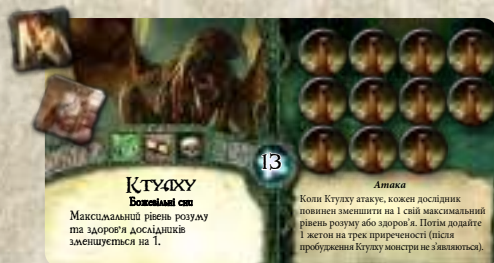 13
КТУЛХУ
Божевільні сни
Максимальний рівень розуму
та здоров'я дослідників
зменшується на 1.
Атака
Коли Ктулху атакує, кожен дослідник
повинен зменшити на 1 свій максимальний
рівень розуму або здоров'я. Потім додайте
1 жетон на трек приреченості (після
пробудження Ктулху монстри не з'являються).